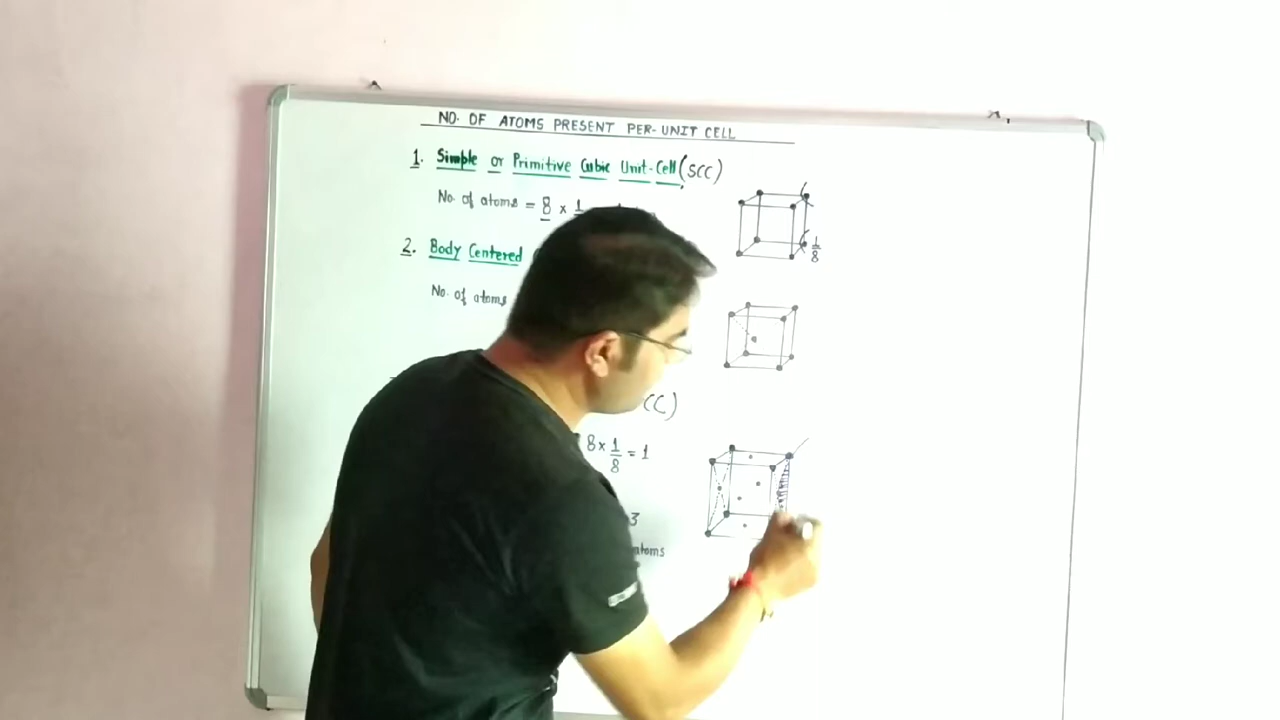 NO. OF ATOMS PRESENT PER-UNIT CELL
1. Simple or Primitive Cubic Unit-Cell (SCC)
No. of atoms = 8 × 1
1/8
2. Body Centered
No. of atoms
CC)
8 × 1/8 = 1
3
atoms